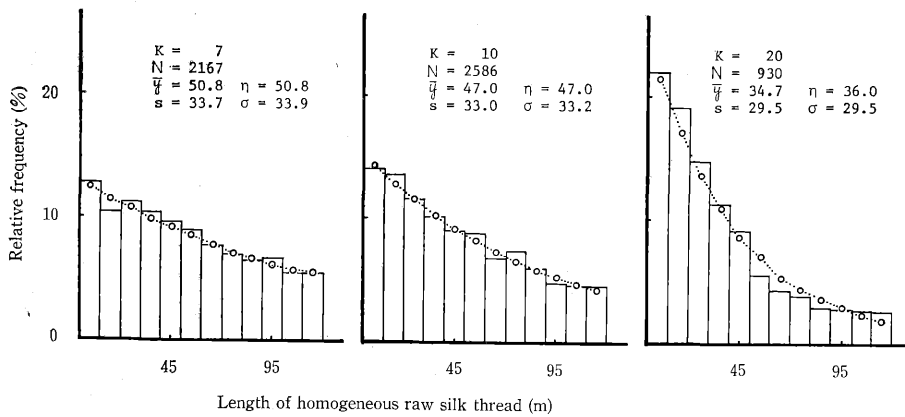 Relative frequency (%)
20
10
0
K = 7
N = 2167
y̅ = 50.8 η = 50.8
s = 33.7 σ = 33.9
45 95
K = 10
N = 2586
y̅ = 47.0 η = 47.0
s = 33.0 σ = 33.2
45 95
K = 20
N = 930
y̅ = 34.7 η = 36.0
s = 29.5 σ = 29.5
45 95
Length of homogeneous raw silk thread (m)